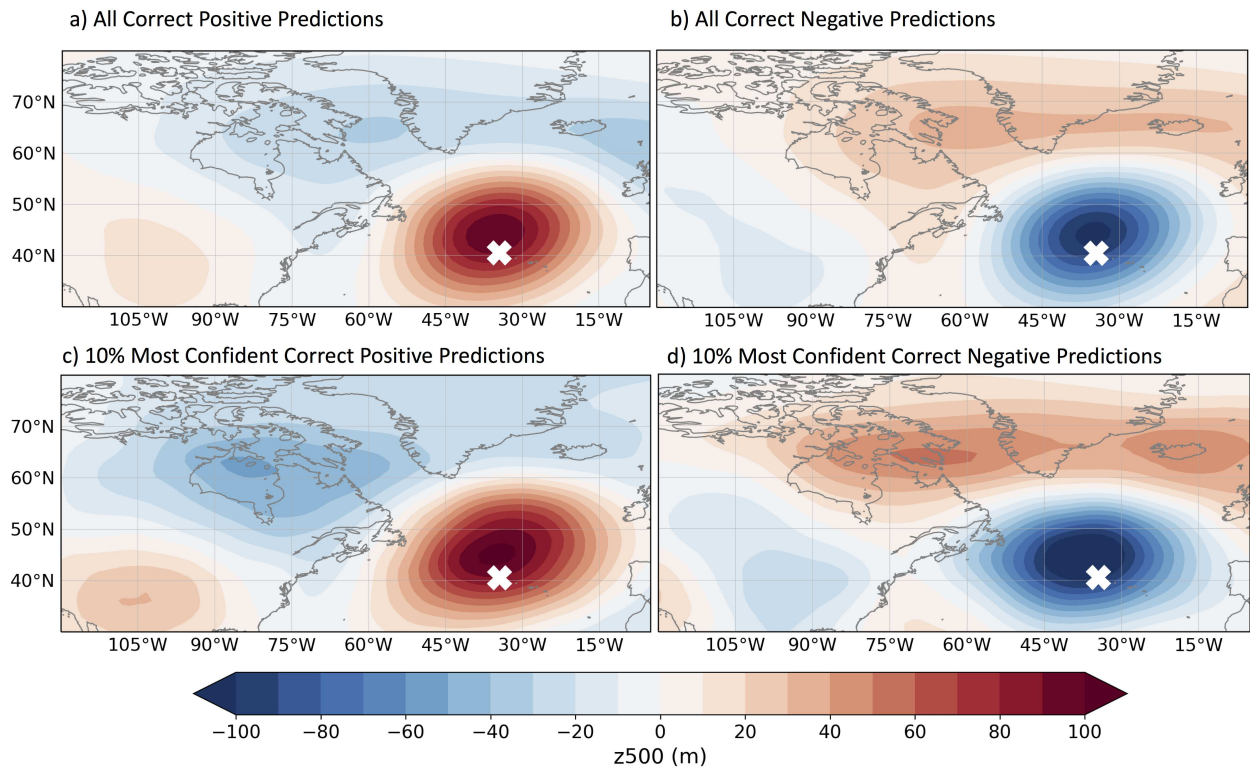 a) All Correct Positive Predictions
b) All Correct Negative Predictions
70°N
60°N
50°N
40°N
105°W 90°W 75°W 60°W 45°W 30°W 15°W
105°W 90°W 75°W 60°W 45°W 30°W 15°W
c) 10% Most Confident Correct Positive Predictions
d) 10% Most Confident Correct Negative Predictions
70°N
60°N
50°N
40°N
105°W 90°W 75°W 60°W 45°W 30°W 15°W
105°W 90°W 75°W 60°W 45°W 30°W 15°W
−100 −80 −60 −40 −20 0 20 40 60 80 100
z500 (m)